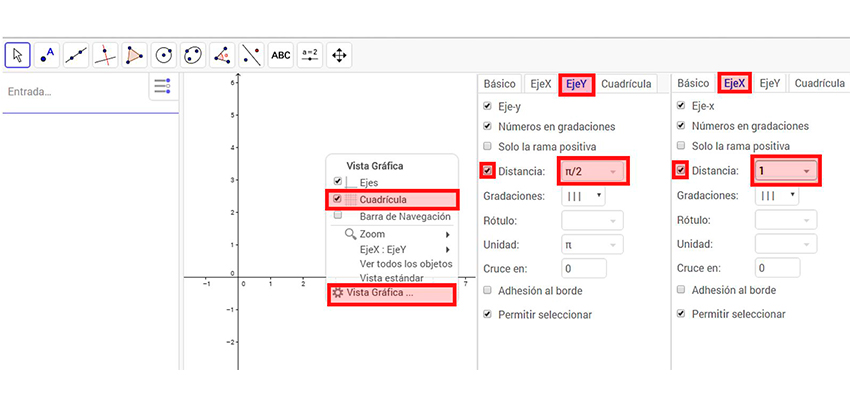 A
ABC
a = 2
Entrada...
6
5
4
3
2
1
0
-1
-2
-1
0
1
2
3
7
Vista Gráfica
Ejes
Cuadrícula
Barra de Navegación
Zoom
EjeX : EjeY
Ver todos los objetos
Vista estándar
Vista Gráfica ...
Básico EjeX EjeY Cuadrícula
Eje-y
Números en gradaciones
Solo la rama positiva
Distancia: π/2
Gradaciones: | | |
Rótulo:
Unidad: π
Cruce en: 0
Adhesión al borde
Permitir seleccionar
Básico EjeX EjeY Cuadrícula
Eje-x
Números en gradaciones
Solo la rama positiva
Distancia: 1
Gradaciones: | | |
Rótulo:
Unidad:
Cruce en: 0
Adhesión al borde
Permitir seleccionar